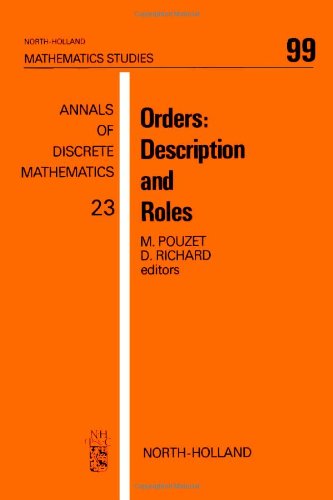 NORTH-HOLLAND
MATHEMATICS STUDIES
99
ANNALS
OF
DISCRETE
MATHEMATICS
23
Orders:
Description
and
Roles
M. POUZET
D. RICHARD
editors
NH
NORTH-HOLLAND